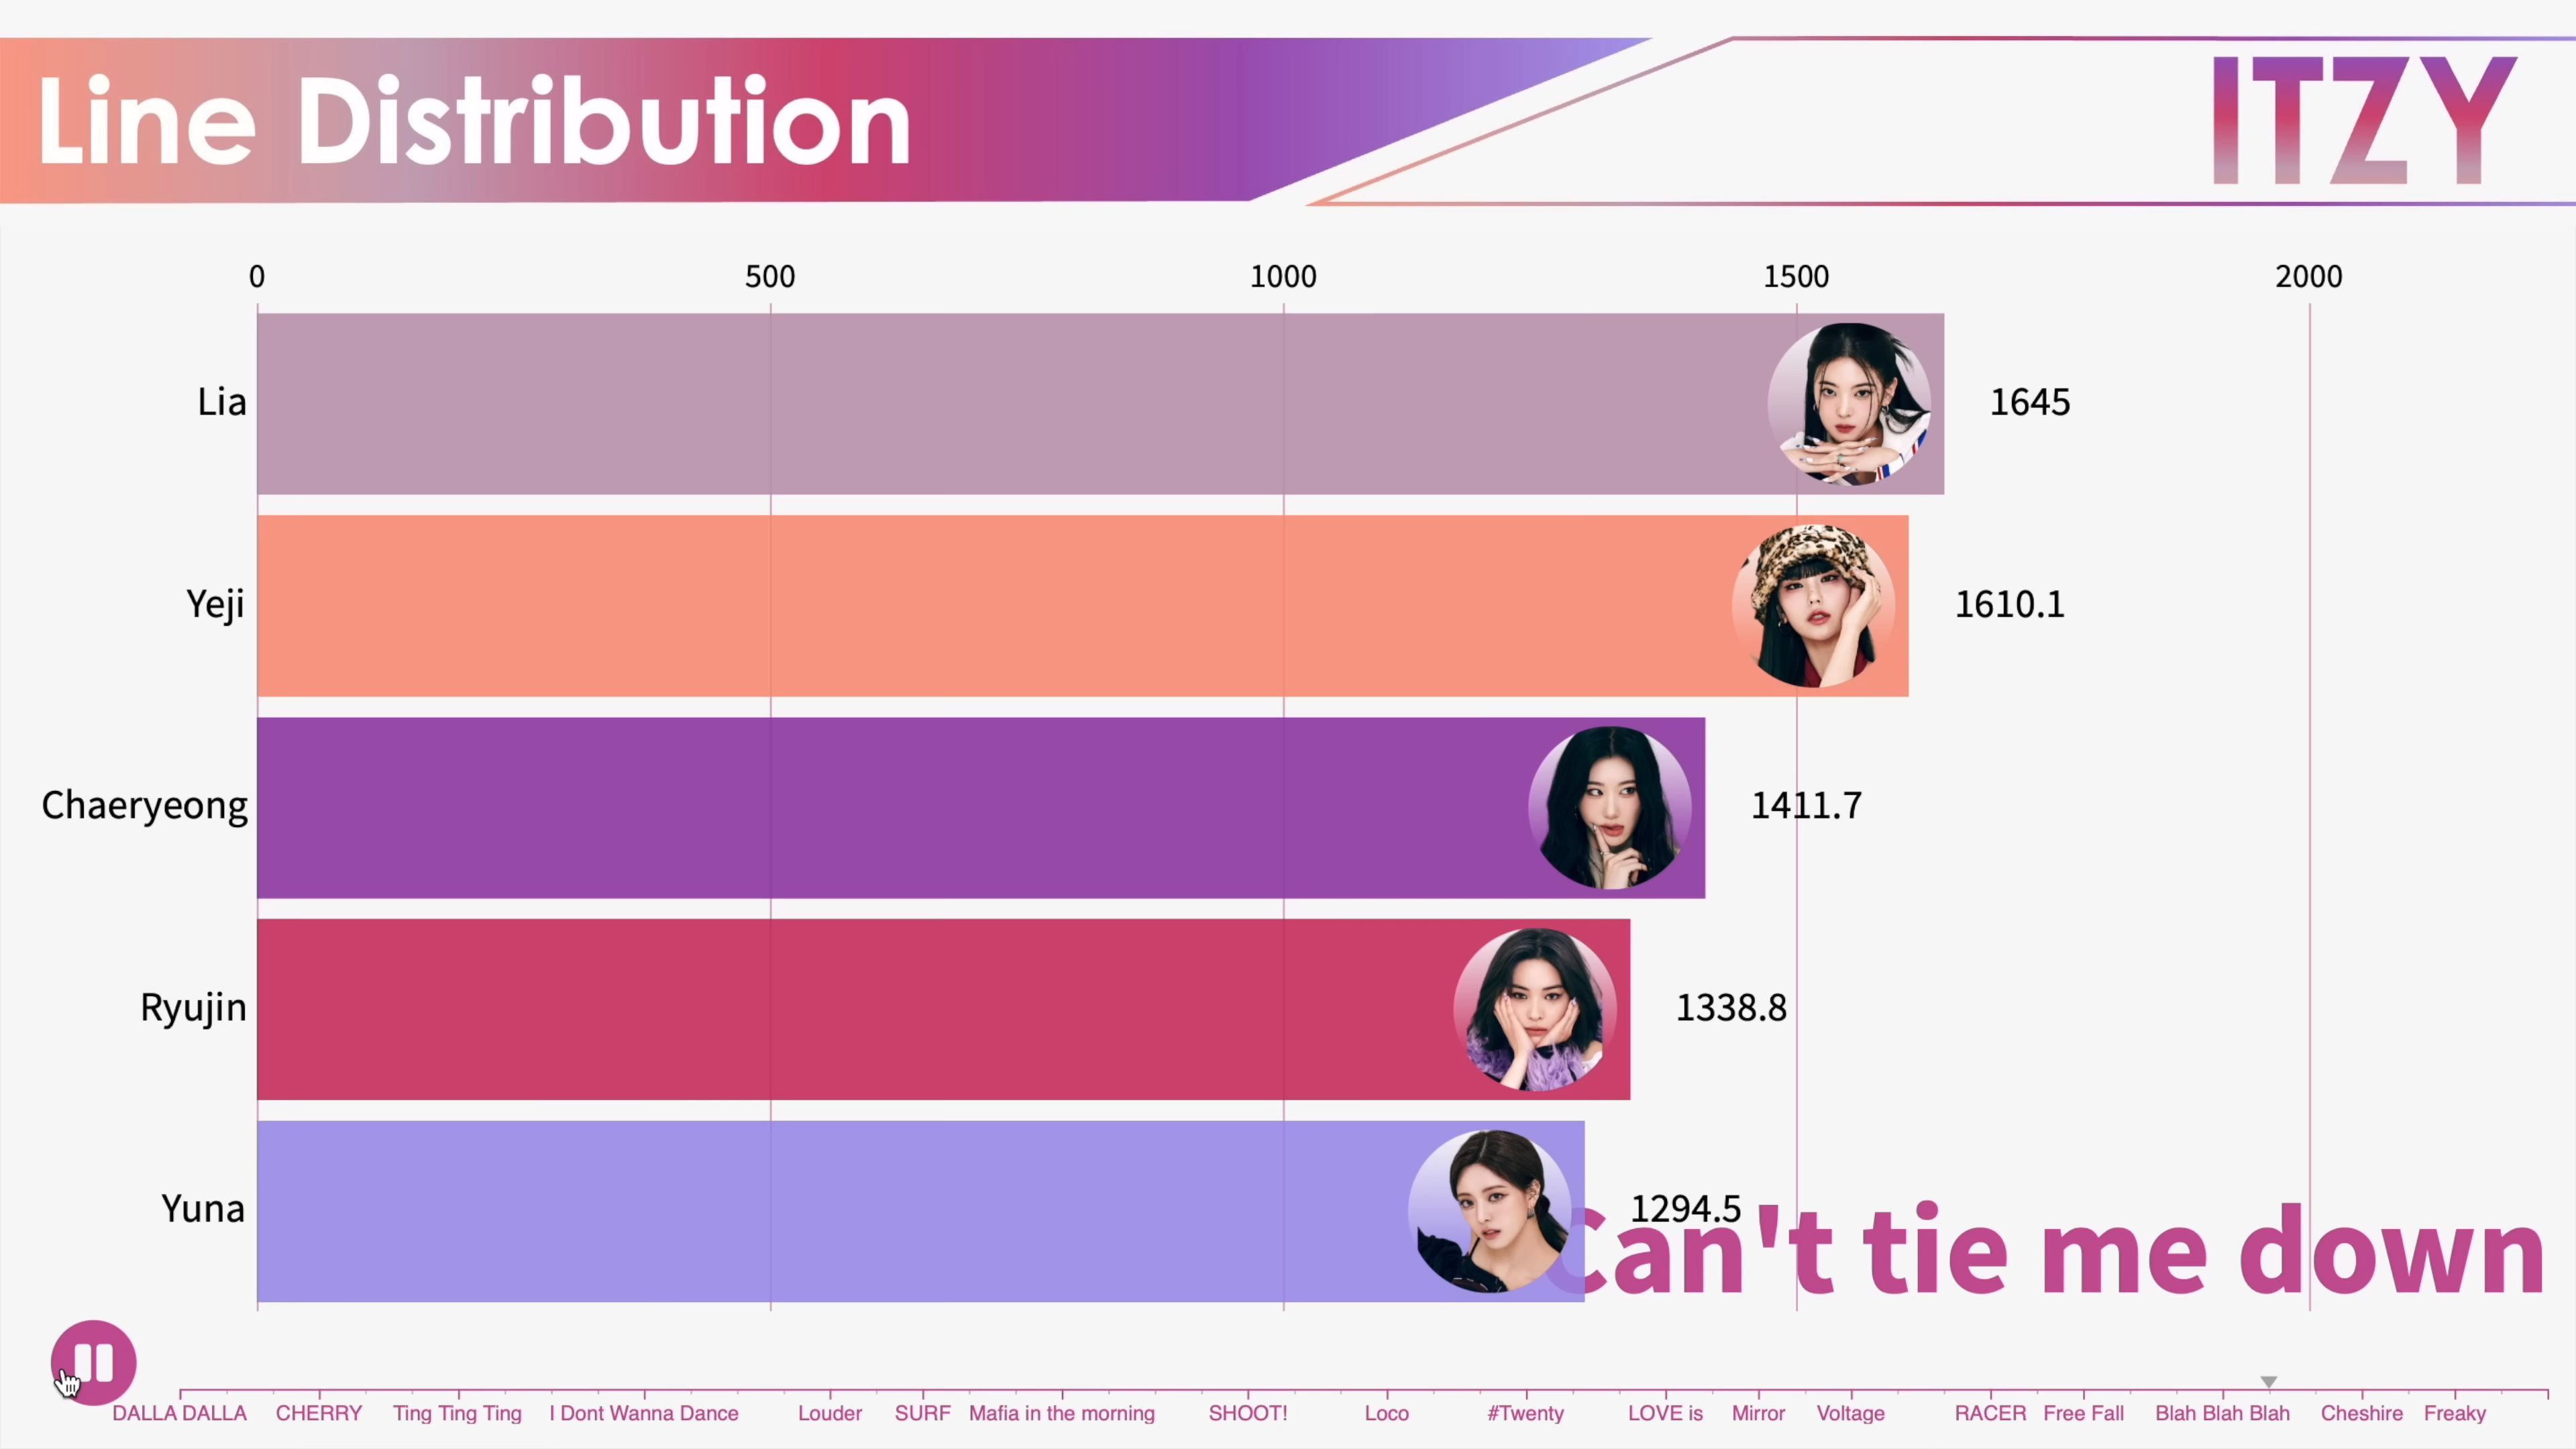 Line Distribution
ITZY
0 500 1000 1500 2000
Lia 1645
Yeji 1610.1
Chaeryeong 1411.7
Ryujin 1338.8
Yuna 1294.5
Can't tie me down
DALLA DALLA CHERRY Ting Ting Ting I Dont Wanna Dance Louder SURF Mafia in the morning SHOOT! Loco #Twenty LOVE is Mirror Voltage RACER Free Fall Blah Blah Blah Cheshire Freaky